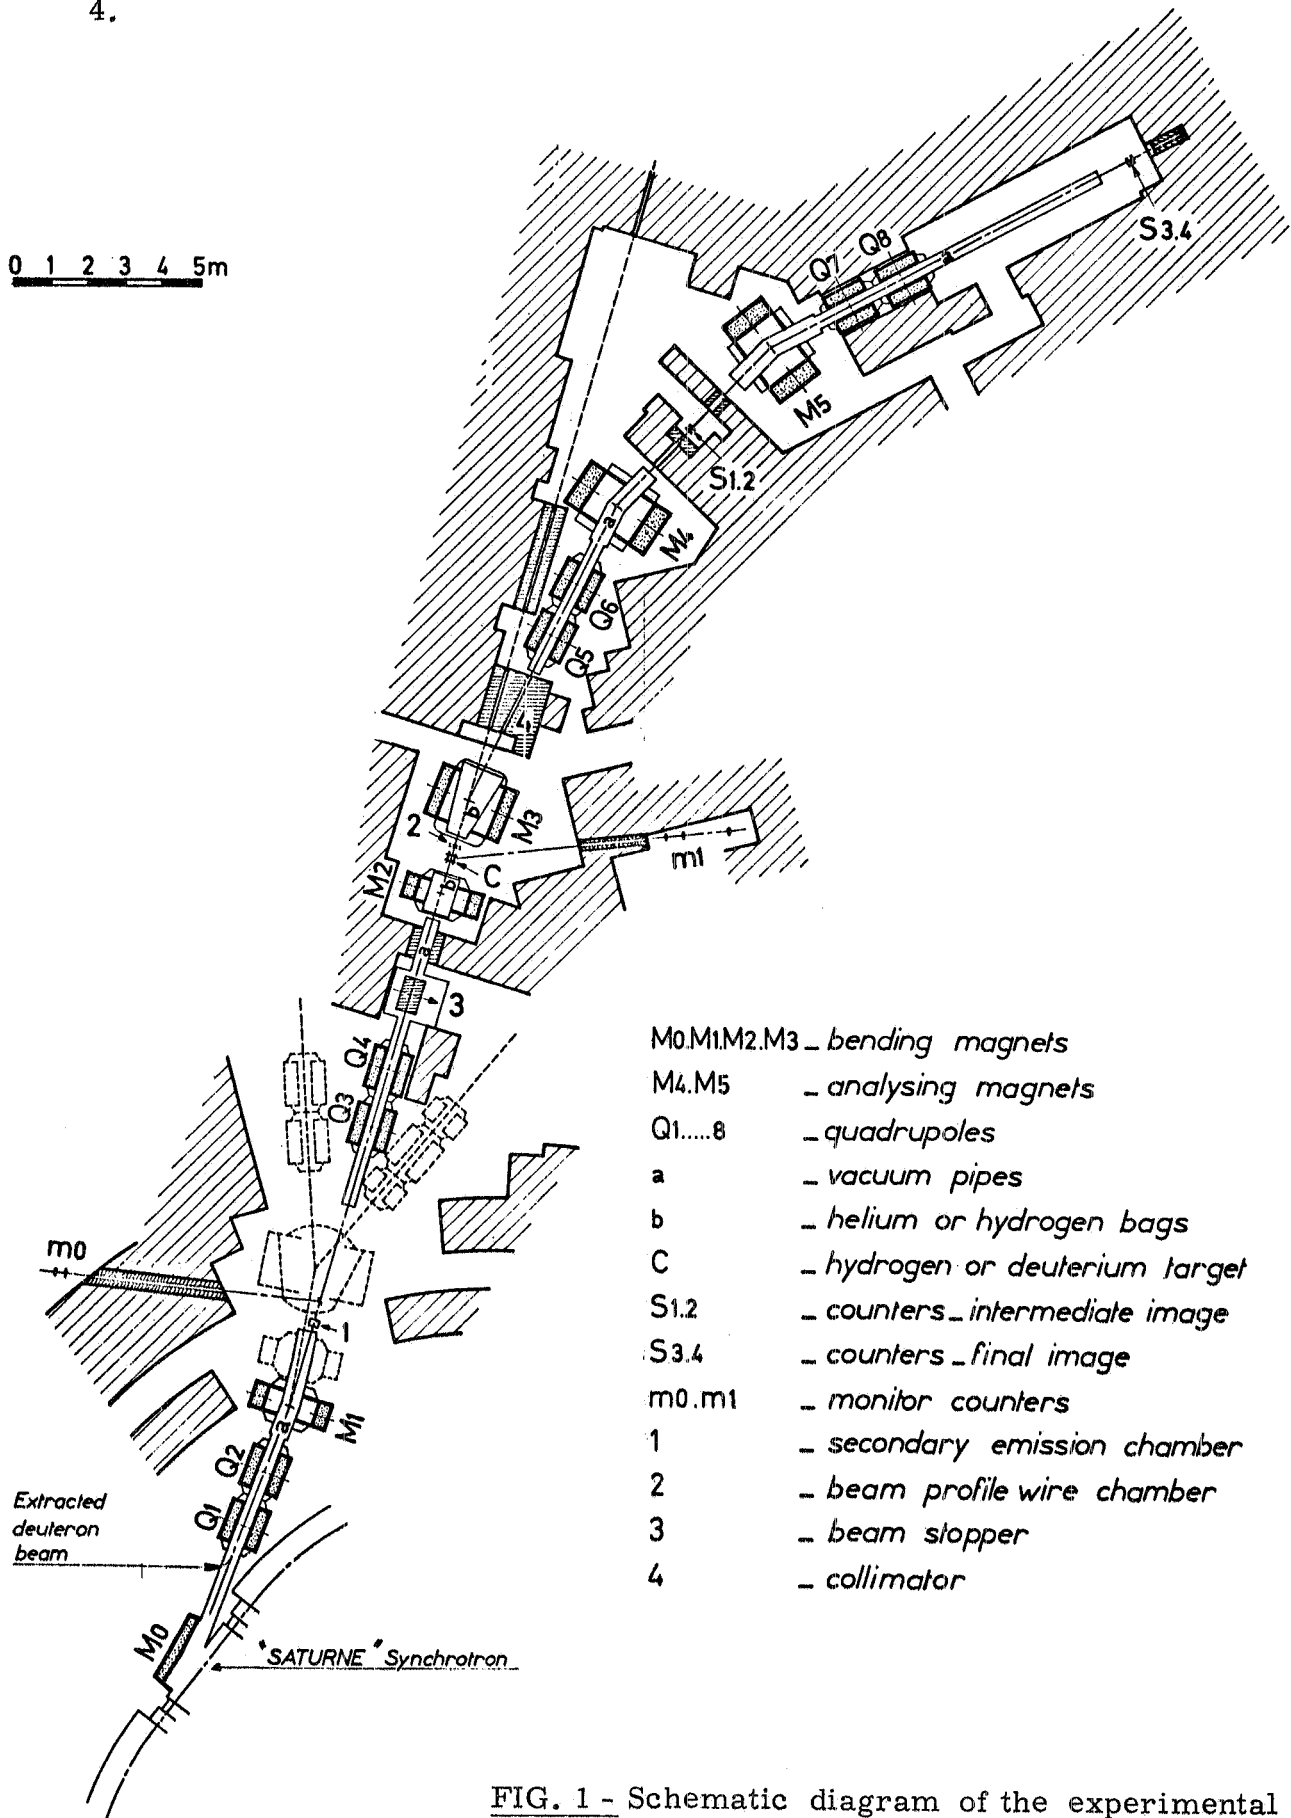 4.
0 1 2 3 4 5m
S3.4
Q8
Q7
M5
S1.2
M4
a
Q6
Q5
4
b
M3
2
m1
C
M2
b
a
3
Q4
Q3
m0
1
M1
a
Q2
Q1
Extracted
deuteron
beam
M0
"SATURNE" Synchrotron
M0.M1.M2.M3 _ bending magnets
M4.M5 _ analysing magnets
Q1.....8 _ quadrupoles
a _ vacuum pipes
b _ helium or hydrogen bags
C _ hydrogen or deuterium target
S1.2 _ counters_intermediate image
S3.4 _ counters_final image
m0.m1 _ monitor counters
1 _ secondary emission chamber
2 _ beam profile wire chamber
3 _ beam stopper
4 _ collimator
FIG. 1 - Schematic diagram of the experimental